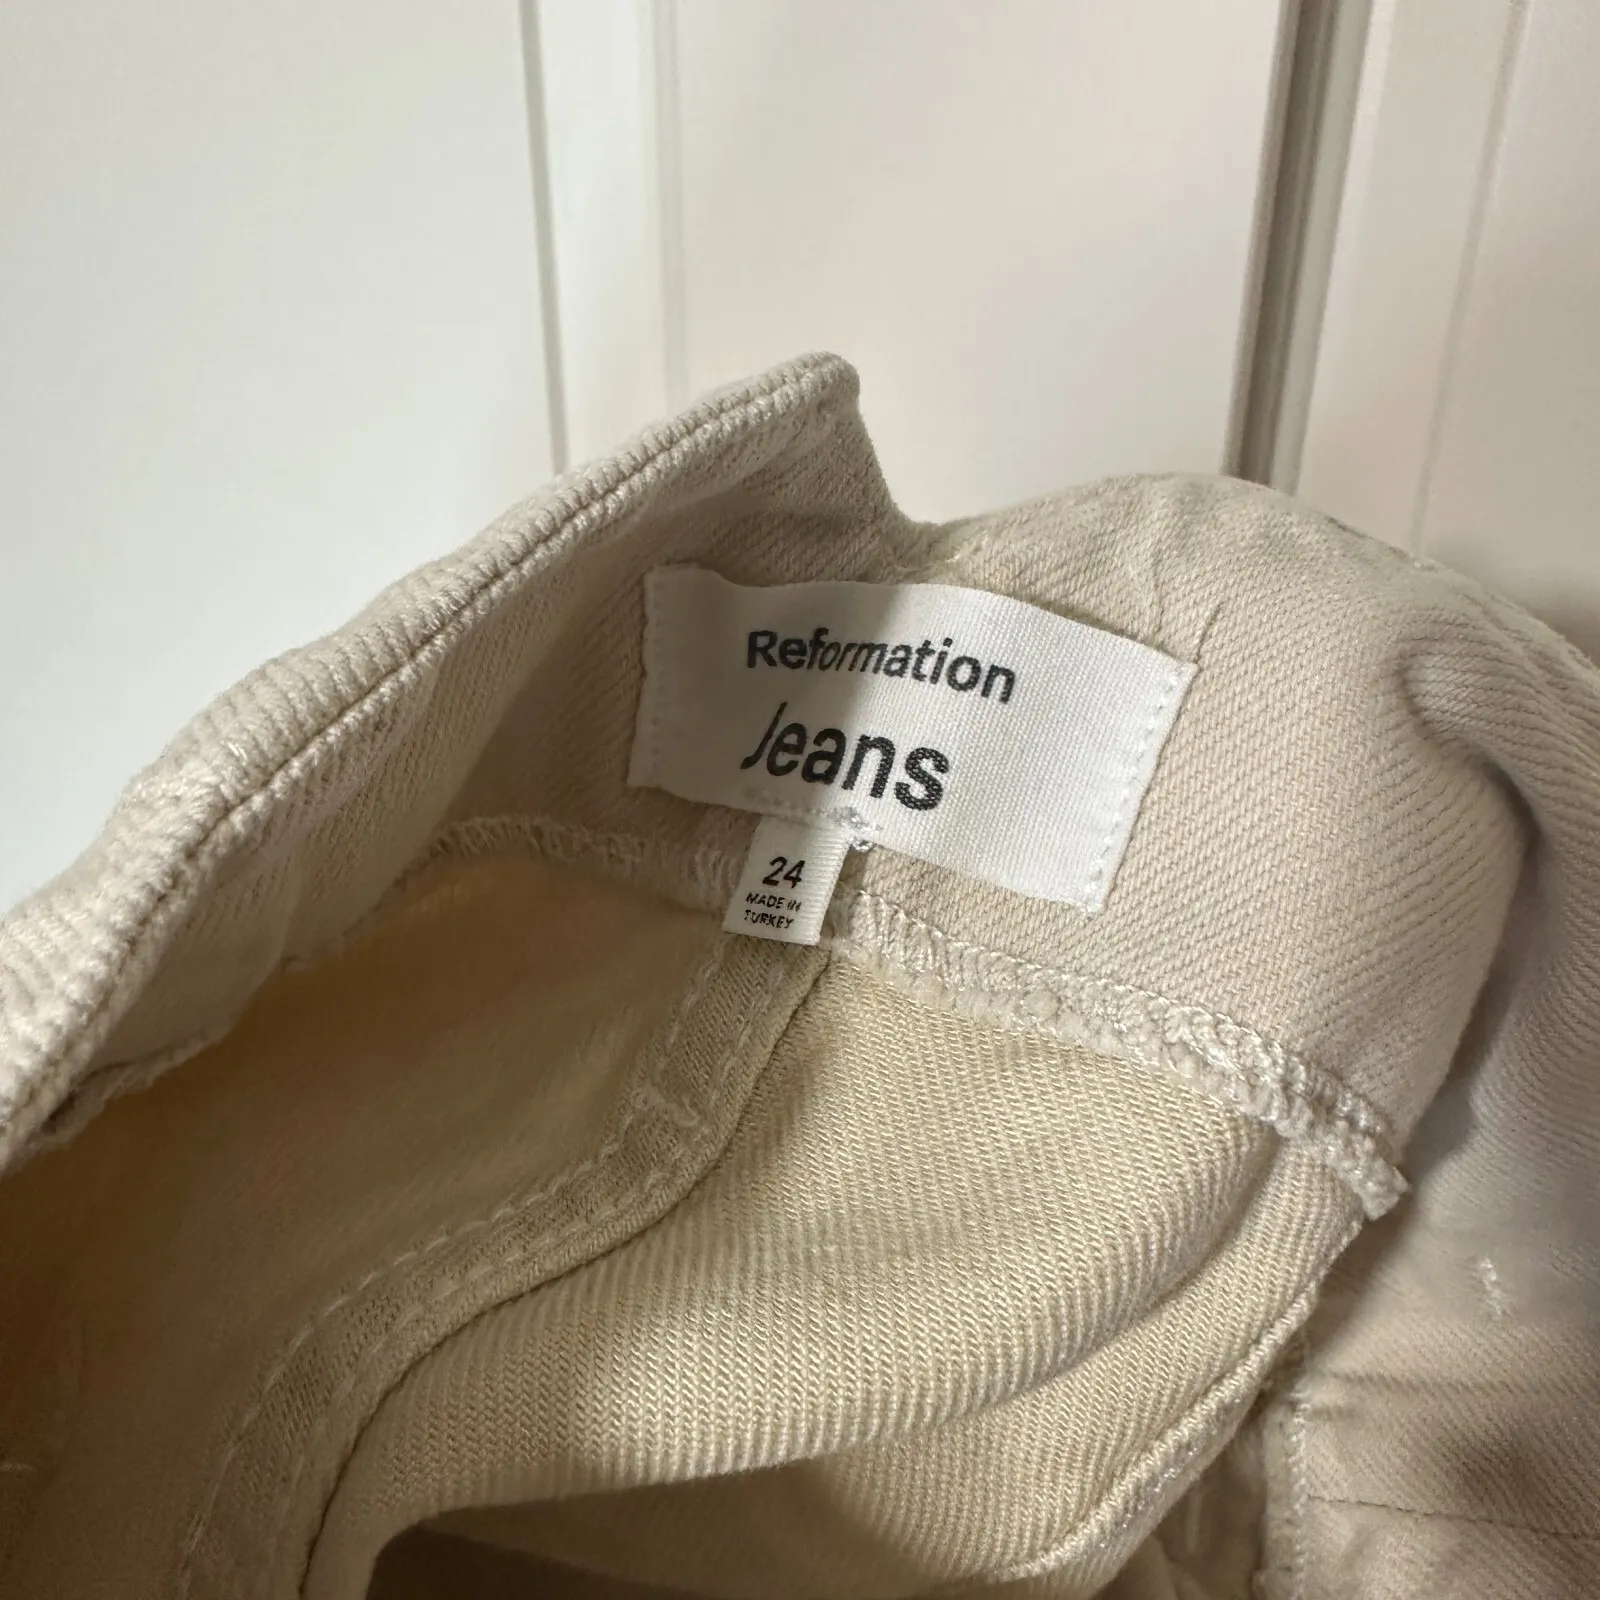 Reformation
Jeans
24
MADE IN
TURKEY